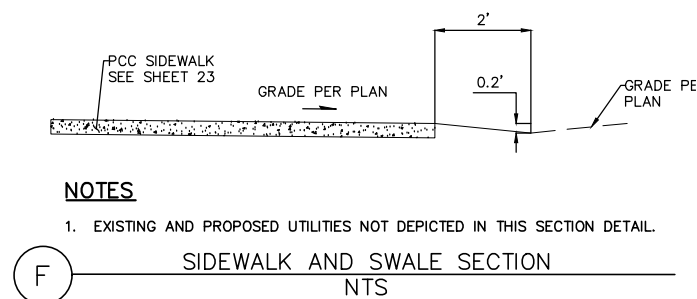 2'
PCC SIDEWALK
SEE SHEET 23
GRADE PER PLAN
0.2'
GRADE PE
PLAN
NOTES
1. EXISTING AND PROPOSED UTILITIES NOT DEPICTED IN THIS SECTION DETAIL.
F
SIDEWALK AND SWALE SECTION
NTS